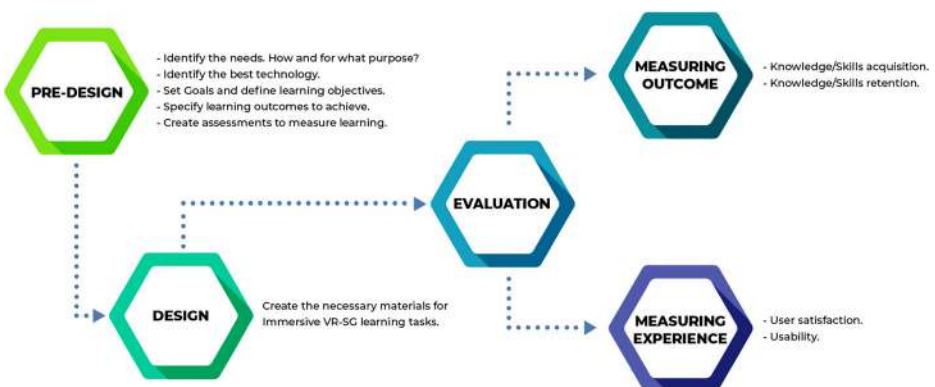 PRE-DESIGN
- Identify the needs. How and for what purpose?
- Identify the best technology.
- Set Goals and define learning objectives.
- Specify learning outcomes to achieve.
- Create assessments to measure learning.
DESIGN
Create the necessary materials for
Immersive VR-SG learning tasks.
EVALUATION
MEASURING
OUTCOME
- Knowledge/Skills acquisition.
- Knowledge/Skills retention.
MEASURING
EXPERIENCE
- User satisfaction.
- Usability.